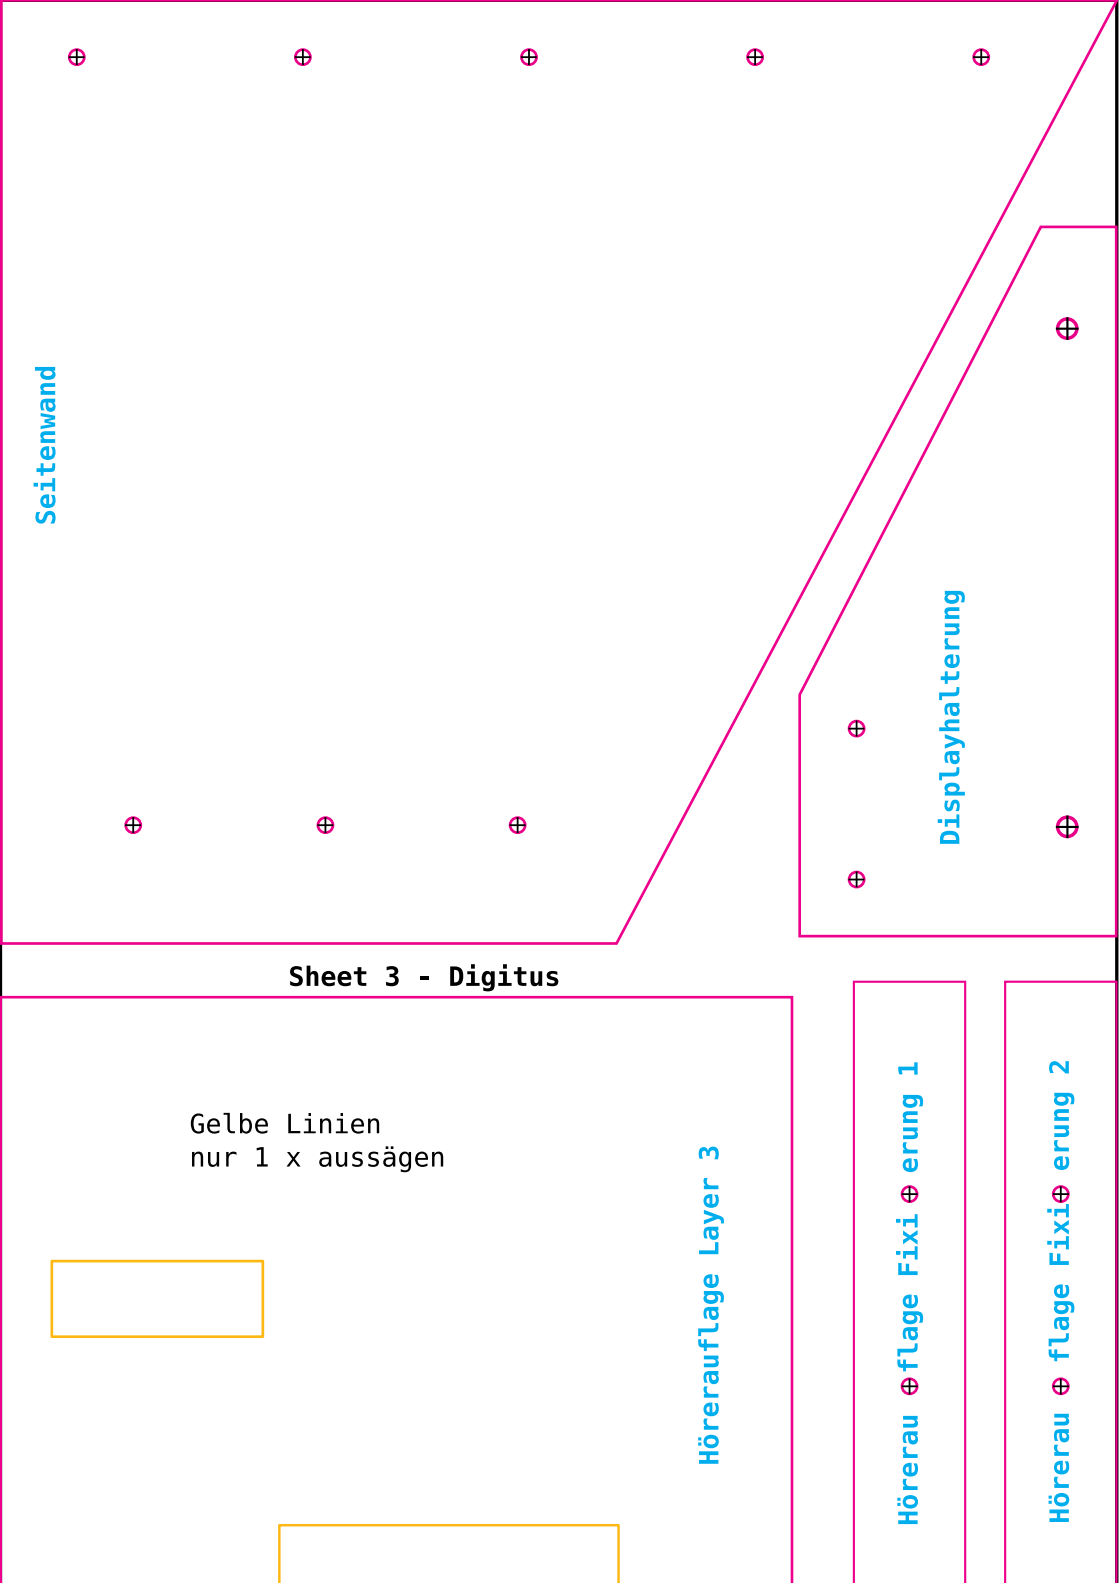 Seitenwand
Displayhalterung
Sheet 3 - Digitus
Gelbe Linien
nur 1 x aussägen
Hörerauflage Layer 3
Hörerau flage Fixi erung 1
Hörerau flage Fixi erung 2